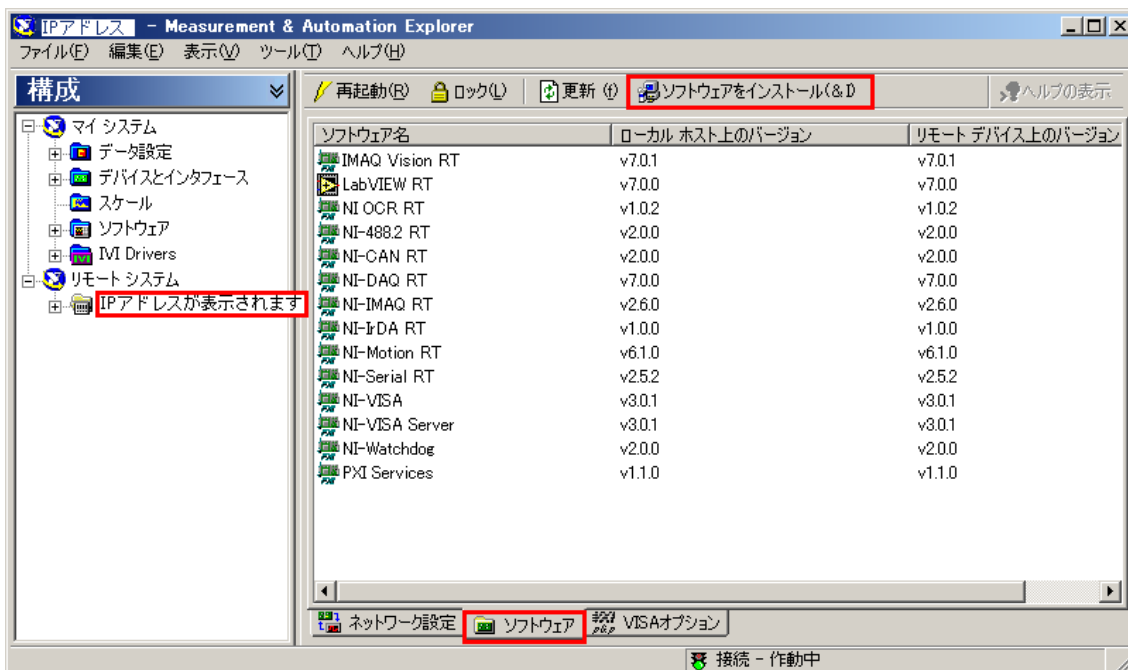 IPアドレス - Measurement & Automation Explorer
ファイル(F) 編集(E) 表示(V) ツール(T) ヘルプ(H)
構成
再起動(R) ロック(L) 更新 (f) ソフトウェアをインストール(&I) ヘルプの表示
マイ システム
データ設定
デバイスとインタフェース
スケール
ソフトウェア
IVI Drivers
リモート システム
IPアドレスが表示されます
ソフトウェア名 ローカル ホスト上のバージョン リモート デバイス上のバージョン
IMAQ Vision RT v7.0.1 v7.0.1
LabVIEW RT v7.0.0 v7.0.0
NI OCR RT v1.0.2 v1.0.2
NI-488.2 RT v2.0.0 v2.0.0
NI-CAN RT v2.0.0 v2.0.0
NI-DAQ RT v7.0.0 v7.0.0
NI-IMAQ RT v2.6.0 v2.6.0
NI-IrDA RT v1.0.0 v1.0.0
NI-Motion RT v6.1.0 v6.1.0
NI-Serial RT v2.5.2 v2.5.2
NI-VISA v3.0.1 v3.0.1
NI-VISA Server v3.0.1 v3.0.1
NI-Watchdog v2.0.0 v2.0.0
PXI Services v1.1.0 v1.1.0
ネットワーク設定 ソフトウェア VISAオプション
接続 - 作動中